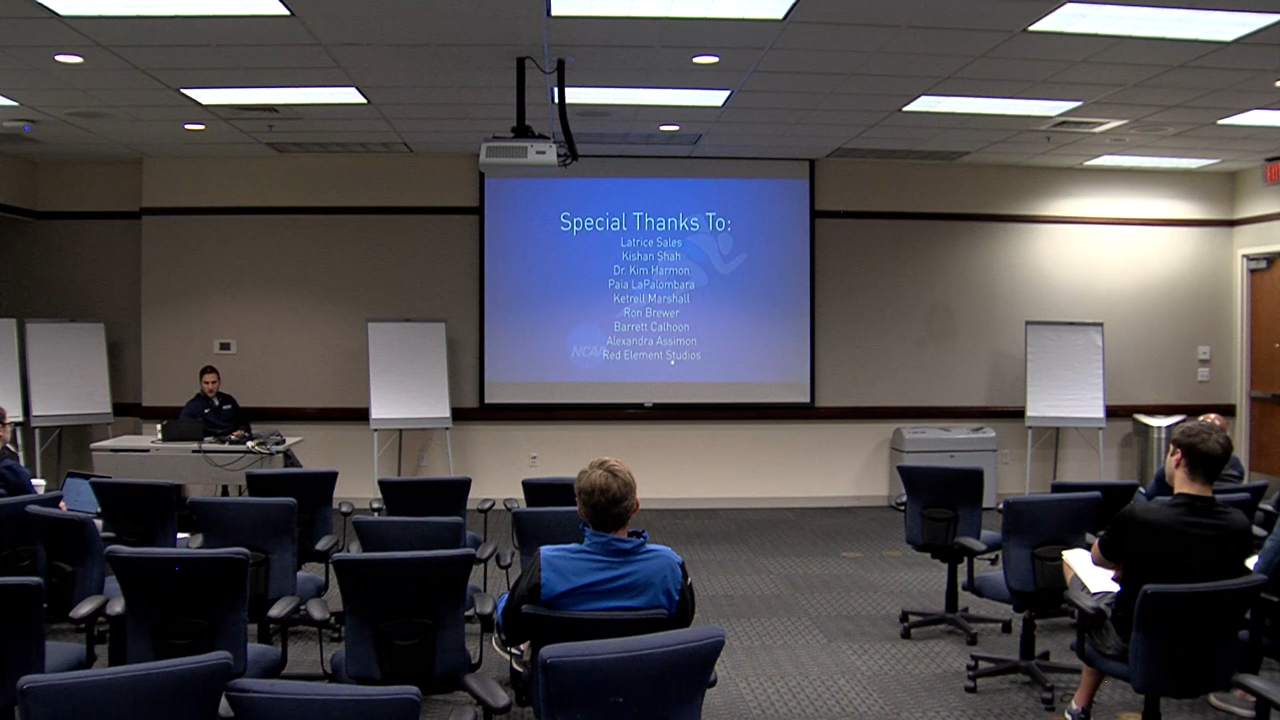 Special Thanks To:
Latrice Sales
Kishan Shah
Dr. Kim Harmon
Paia LaPalombara
Ketrell Marshall
Ron Brewer
Barrett Calhoon
Alexandra Assimon
NCAA
Red Element Studios